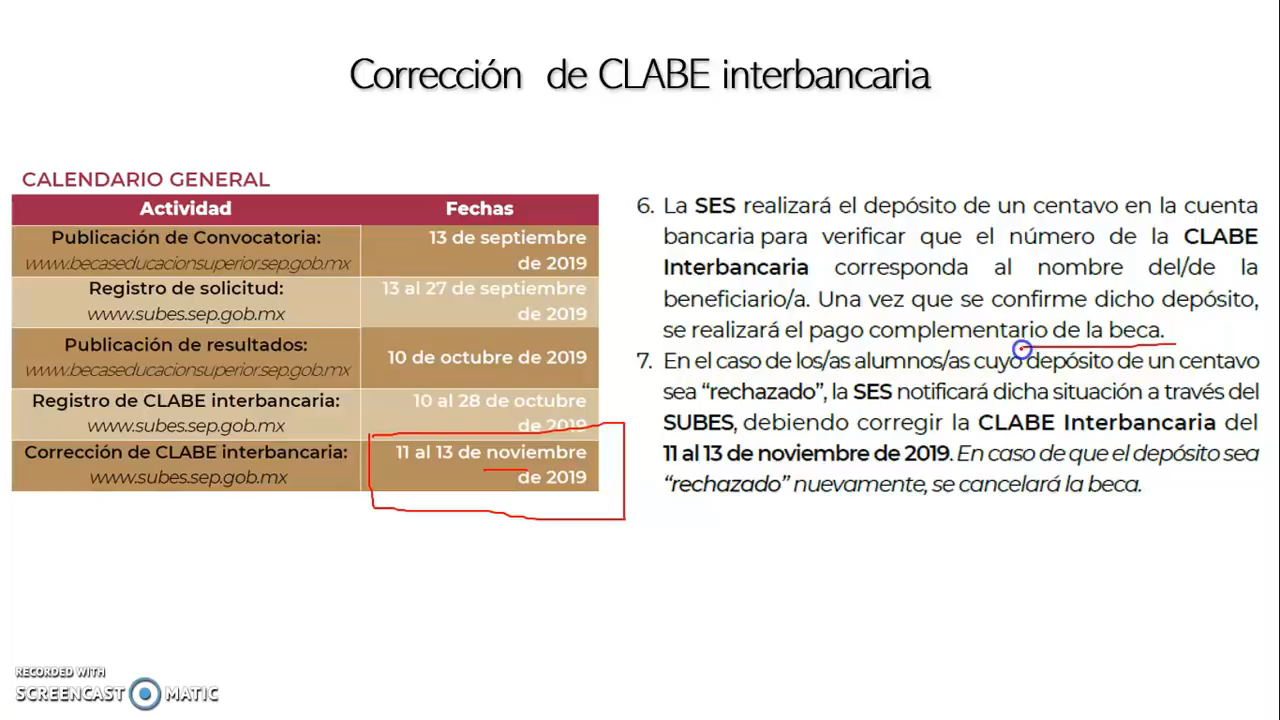 Corrección de CLABE interbancaria
CALENDARIO GENERAL
Actividad Fechas
Publicación de Convocatoria: 13 de septiembre
www.becaseducacionsuperior.sep.gob.mx de 2019
Registro de solicitud: 13 al 27 de septiembre
www.subes.sep.gob.mx de 2019
Publicación de resultados:
www.becaseducacionsuperior.sep.gob.mx 10 de octubre de 2019
Registro de CLABE interbancaria: 10 al 28 de octubre
www.subes.sep.gob.mx de 2019
Corrección de CLABE interbancaria: 11 al 13 de noviembre
www.subes.sep.gob.mx de 2019
6. La SES realizará el depósito de un centavo en la cuenta
bancaria para verificar que el número de la CLABE
Interbancaria corresponda al nombre del/de la
beneficiario/a. Una vez que se confirme dicho depósito,
se realizará el pago complementario de la beca.
7. En el caso de los/as alumnos/as cuyo depósito de un centavo
sea “rechazado”, la SES notificará dicha situación a través del
SUBES, debiendo corregir la CLABE Interbancaria del
11 al 13 de noviembre de 2019. En caso de que el depósito sea
“rechazado” nuevamente, se cancelará la beca.
RECORDED WITH
SCREENCAST MATIC